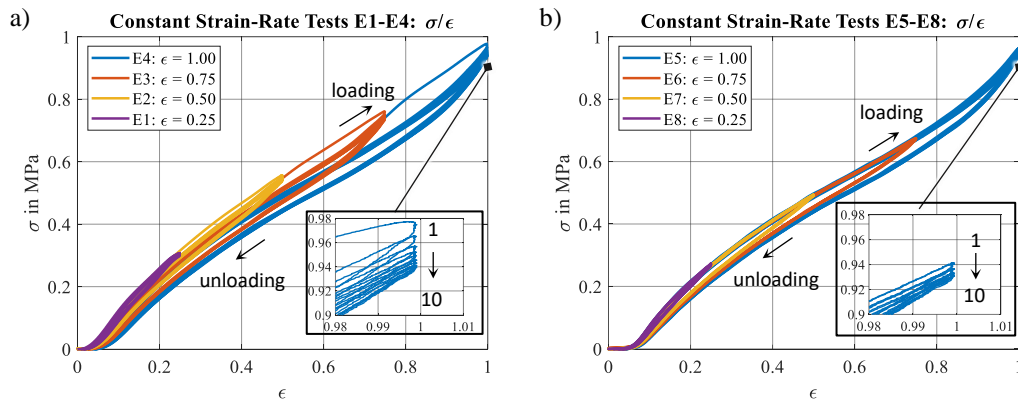 a)
Constant Strain-Rate Tests E1-E4: σ/ϵ
E4: ϵ = 1.00
E3: ϵ = 0.75
E2: ϵ = 0.50
E1: ϵ = 0.25
loading
unloading
1
0.8
0.6
0.4
0.2
0
σ in MPa
0.98
0.96
0.94
0.92
0.9
1
10
0.98 0.99 1 1.01
0 0.2 0.4 0.6 0.8 1
ϵ
b)
Constant Strain-Rate Tests E5-E8: σ/ϵ
E5: ϵ = 1.00
E6: ϵ = 0.75
E7: ϵ = 0.50
E8: ϵ = 0.25
loading
unloading
1
0.8
0.6
0.4
0.2
0
σ in MPa
0.98
0.96
0.94
0.92
0.9
1
10
0.98 0.99 1 1.01
0 0.2 0.4 0.6 0.8 1
ϵ